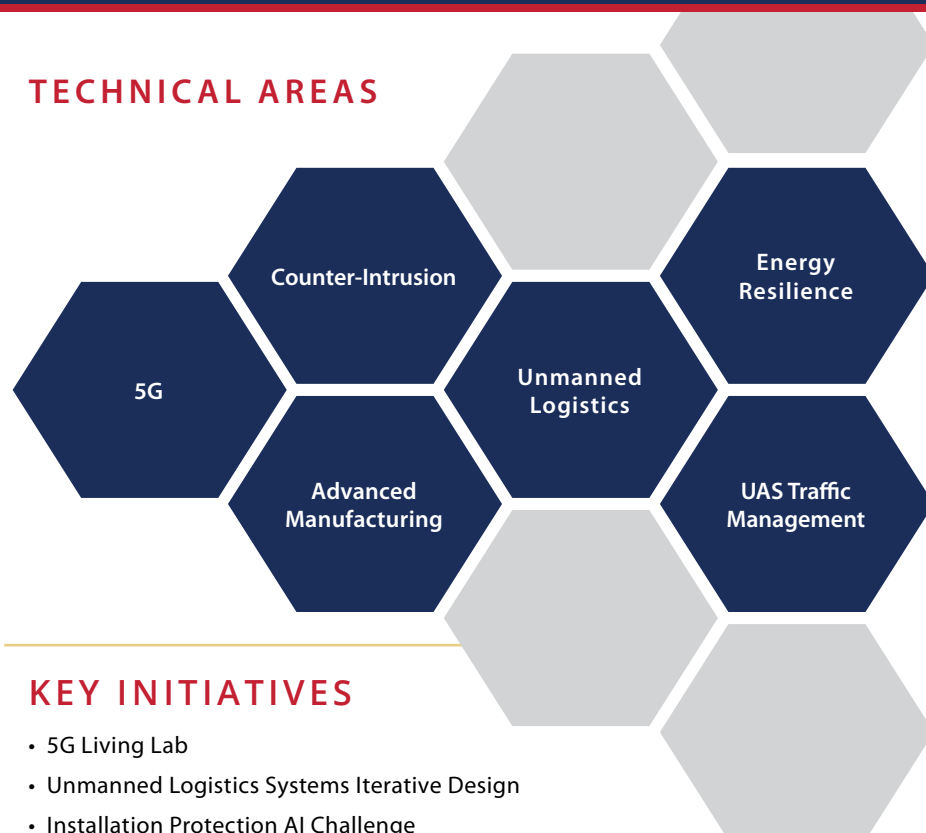 TECHNICAL AREAS
Counter-Intrusion
Energy
Resilience
5G
Unmanned
Logistics
Advanced
Manufacturing
UAS Traffic
Management
KEY INITIATIVES
• 5G Living Lab
• Unmanned Logistics Systems Iterative Design
• Installation Protection AI Challenge